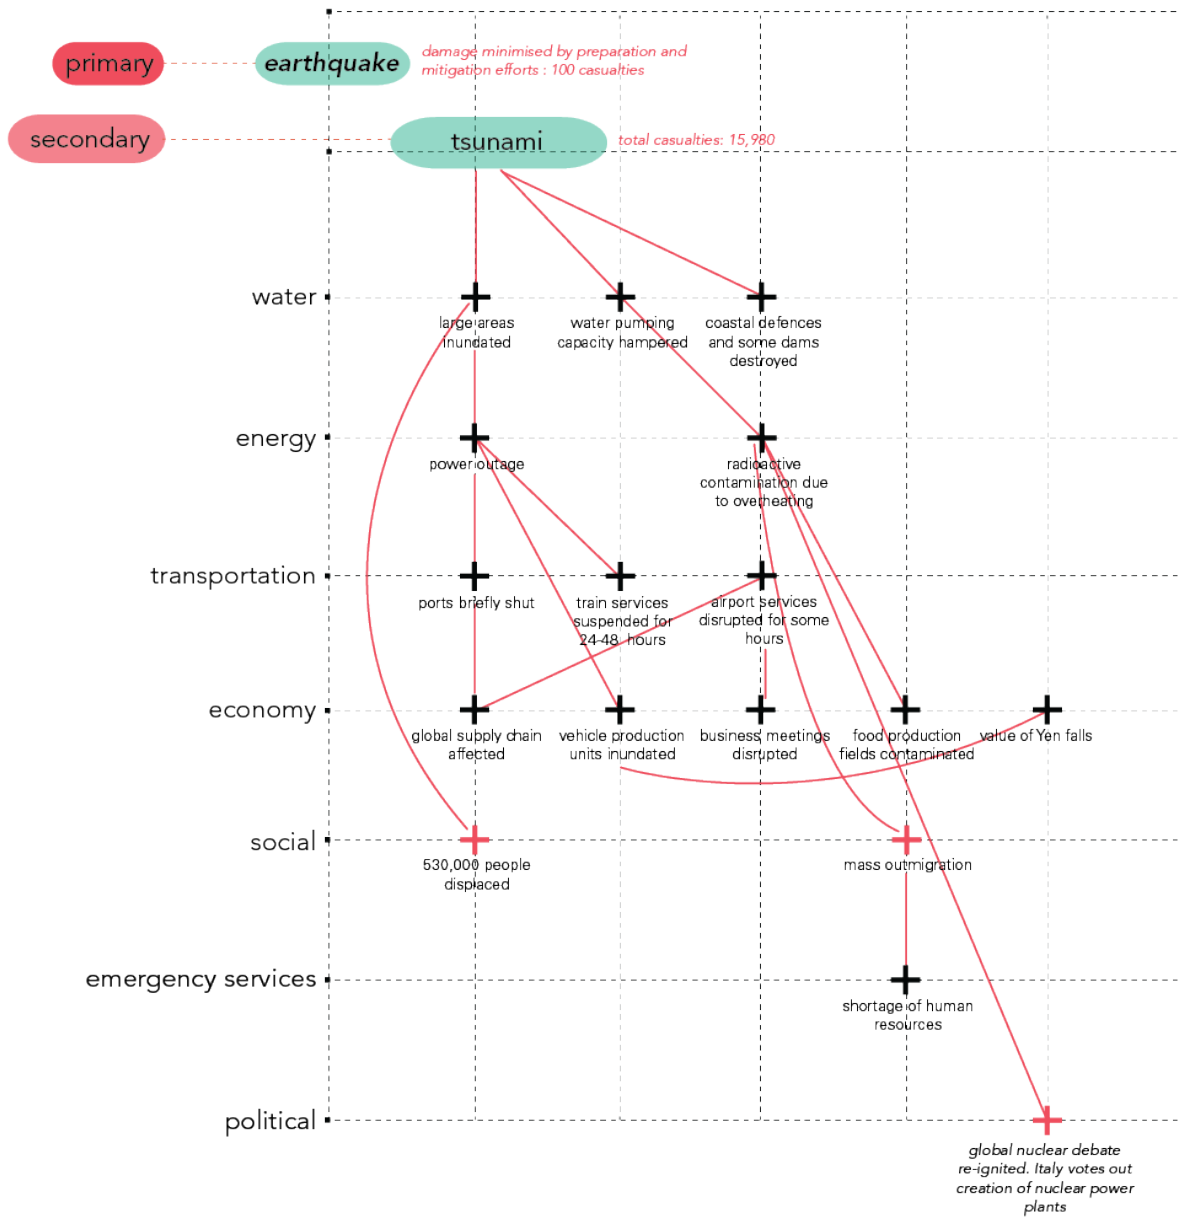 primary
earthquake
damage minimised by preparation and
mitigation efforts : 100 casualties
secondary
tsunami
total casualties: 15,980
water
large areas
inundated
water pumping
capacity hampered
coastal defences
and some dams
destroyed
energy
power outage
radioactive
contamination due
to overheating
transportation
ports briefly shut
train services
suspended for
24-48 hours
airport services
disrupted for some
hours
economy
global supply chain
affected
vehicle production
units inundated
business meetings
disrupted
food production
fields contaminated
value of Yen falls
social
530,000 people
displaced
mass outmigration
emergency services
shortage of human
resources
political
global nuclear debate
re-ignited. Italy votes out
creation of nuclear power
plants